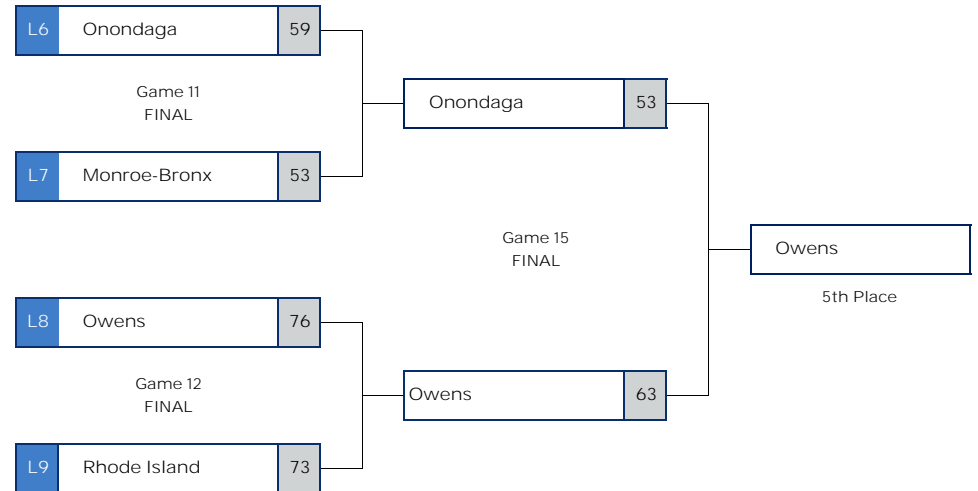 L6 Onondaga 59
Game 11
FINAL
L7 Monroe-Bronx 53
Onondaga 53
Game 15
FINAL
Owens
5th Place
L8 Owens 76
Game 12
FINAL
L9 Rhode Island 73
Owens 63